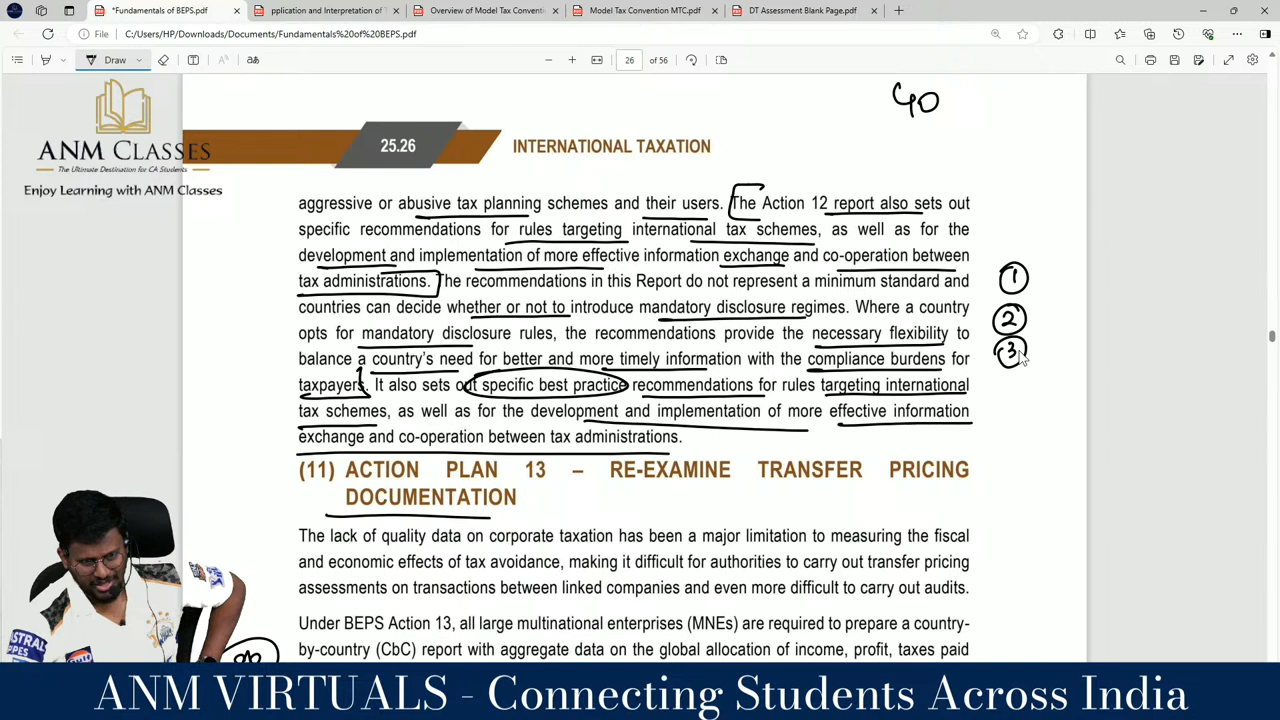 *Fundamentals of BEPS.pdf
pplication and Interpretation of T
Overview of Model Tax Conventi
Model Tax Convention MTC.pdf
DT Assessment Blank Page.pdf
File
C:/Users/HP/Downloads/Documents/Fundamentals%20of%20BEPS.pdf
Draw
26 of 56
40
ANM CLASSES
The Ultimate Destination for CA Students
Enjoy Learning with ANM Classes
25.26 INTERNATIONAL TAXATION
aggressive or abusive tax planning schemes and their users. The Action 12 report also sets out
specific recommendations for rules targeting international tax schemes, as well as for the
development and implementation of more effective information exchange and co-operation between
tax administrations. The recommendations in this Report do not represent a minimum standard and
countries can decide whether or not to introduce mandatory disclosure regimes. Where a country
opts for mandatory disclosure rules, the recommendations provide the necessary flexibility to
balance a country's need for better and more timely information with the compliance burdens for
taxpayers. It also sets out specific best practice recommendations for rules targeting international
tax schemes, as well as for the development and implementation of more effective information
exchange and co-operation between tax administrations.
1
2
3
(11) ACTION PLAN 13 – RE-EXAMINE TRANSFER PRICING
DOCUMENTATION
The lack of quality data on corporate taxation has been a major limitation to measuring the fiscal
and economic effects of tax avoidance, making it difficult for authorities to carry out transfer pricing
assessments on transactions between linked companies and even more difficult to carry out audits.
Under BEPS Action 13, all large multinational enterprises (MNEs) are required to prepare a country-
by-country (CbC) report with aggregate data on the global allocation of income, profit, taxes paid
ANM VIRTUALS - Connecting Students Across India